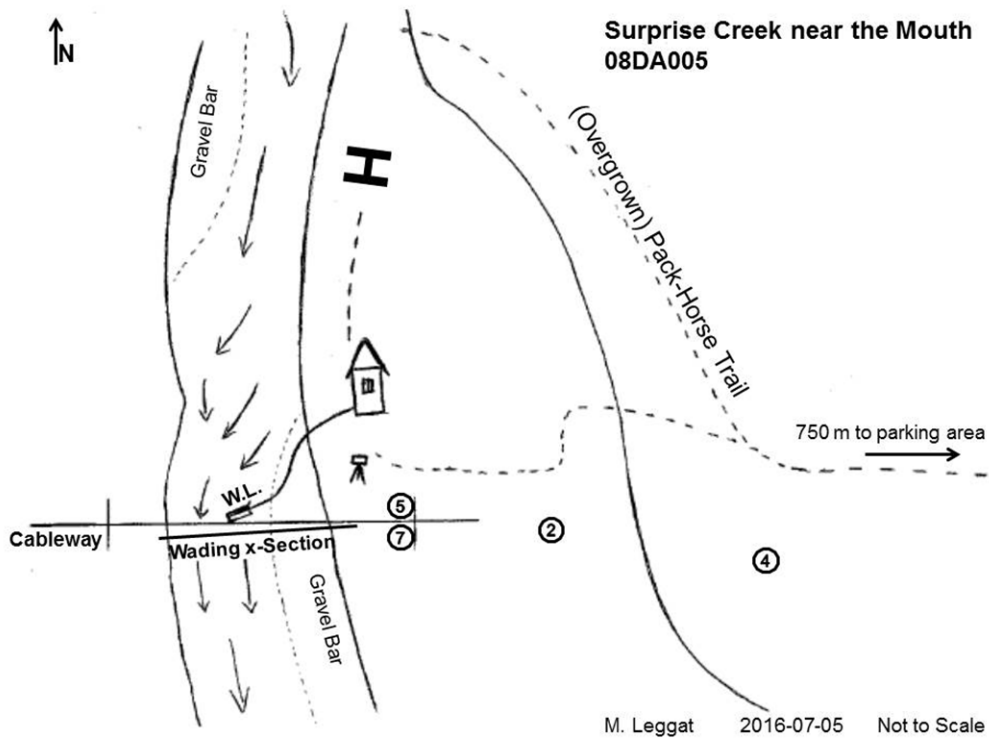 N
Surprise Creek near the Mouth
08DA005
Gravel Bar
(Overgrown) Pack-Horse Trail
H
750 m to parking area
W.L.
5
Cableway
7
2
Wading x-Section
4
Gravel Bar
M. Leggat 2016-07-05 Not to Scale